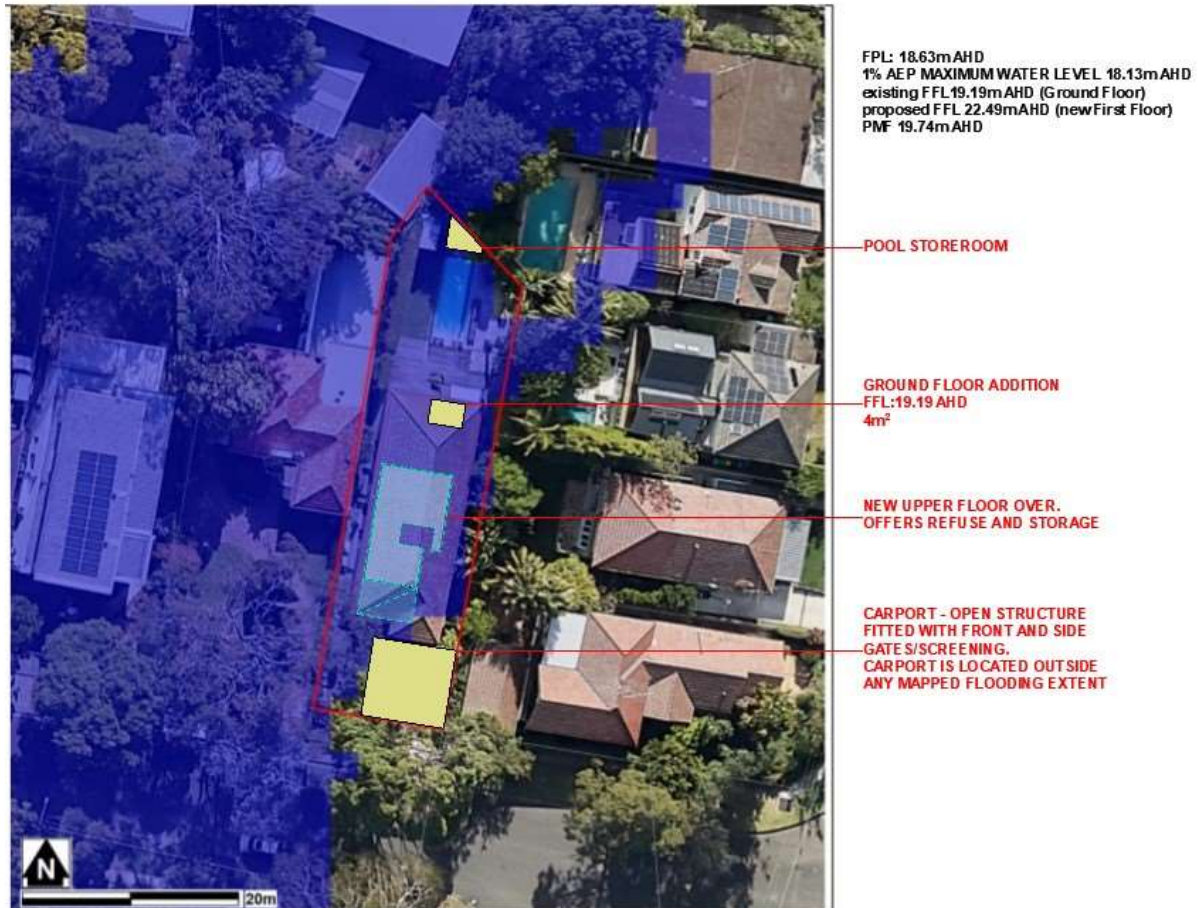 FPL: 18.63m AHD
1% AEP MAXIMUM WATER LEVEL 18.13m AHD
existing FFL19.19m AHD (Ground Floor)
proposed FFL 22.49m AHD (new First Floor)
PMF 19.74m AHD
POOL STOREROOM
GROUND FLOOR ADDITION
FFL:19.19 AHD
4m²
NEW UPPER FLOOR OVER.
OFFERS REFUSE AND STORAGE
CARPORT - OPEN STRUCTURE
FITTED WITH FRONT AND SIDE
GATES/SCREENING.
CARPORT IS LOCATED OUTSIDE
ANY MAPPED FLOODING EXTENT
N
20m